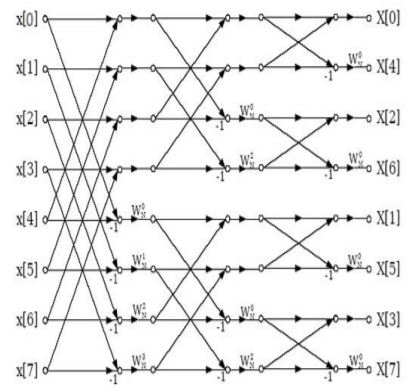 x[0] X[0]
x[1] -1 W_N^0 X[4]
x[2] -1 W_N^0 X[2]
x[3] -1 W_N^2 -1 W_N^0 X[6]
x[4] -1 W_N^0 X[1]
x[5] -1 W_N^1 -1 W_N^0 X[5]
x[6] -1 W_N^2 -1 W_N^0 X[3]
x[7] -1 W_N^3 -1 W_N^2 -1 W_N^0 X[7]